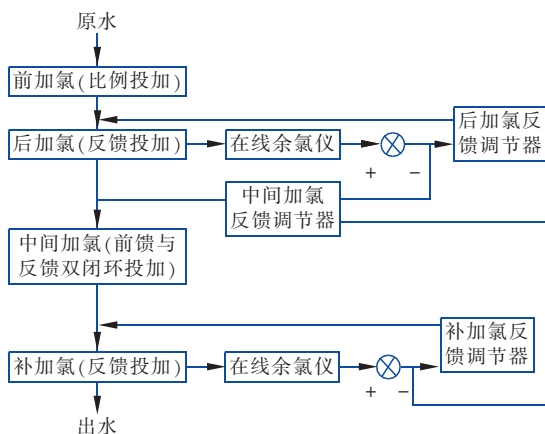 原水
前加氯(比例投加)
后加氯(反馈投加)
在线余氯仪
+
−
后加氯反
馈调节器
中间加氯
反馈调节器
中间加氯(前馈与
反馈双闭环投加)
补加氯反
馈调节器
补加氯(反馈投加)
在线余氯仪
+
−
出水